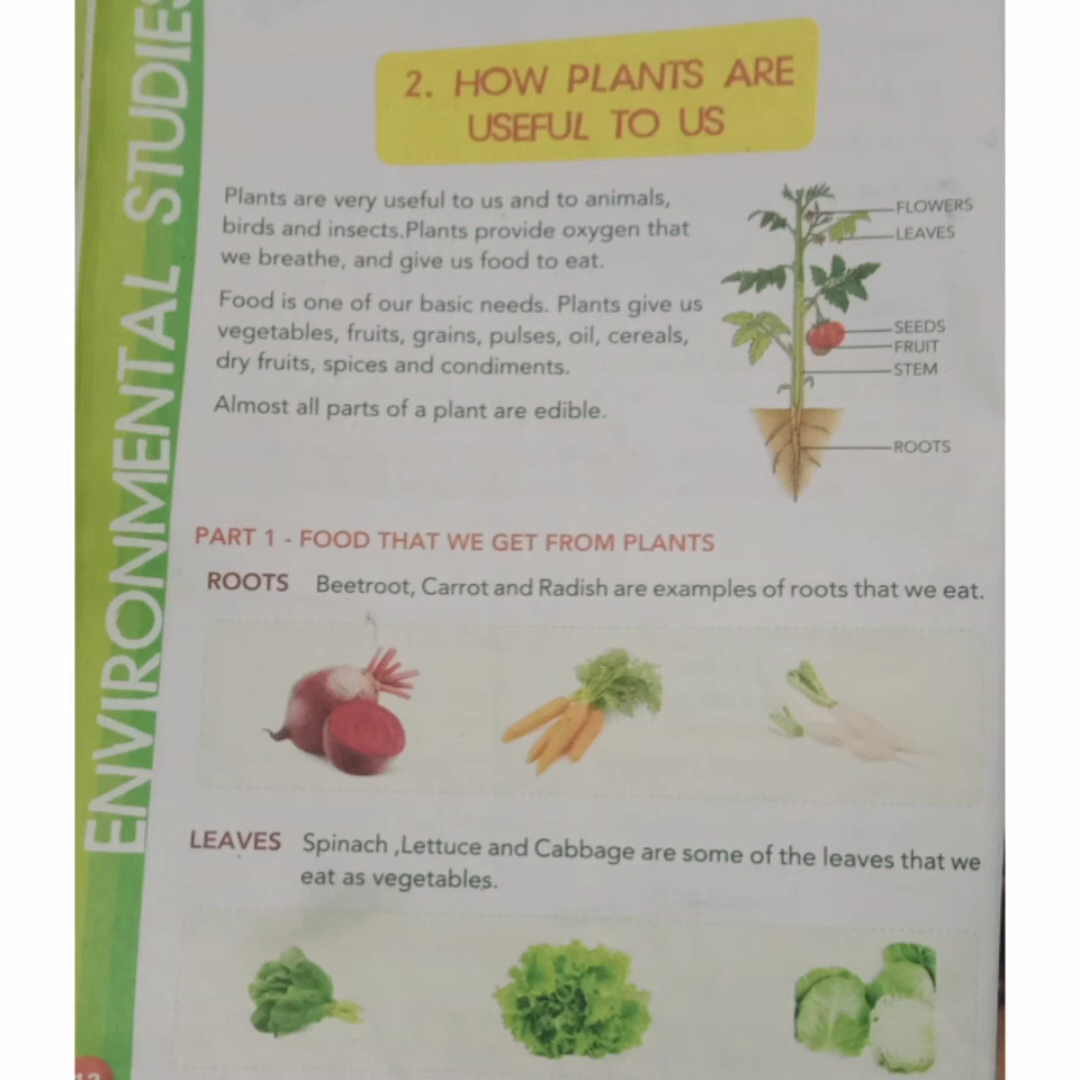 ENVIRONMENTAL STUDIES
2. HOW PLANTS ARE
USEFUL TO US
Plants are very useful to us and to animals,
birds and insects.Plants provide oxygen that
we breathe, and give us food to eat.
Food is one of our basic needs. Plants give us
vegetables, fruits, grains, pulses, oil, cereals,
dry fruits, spices and condiments.
Almost all parts of a plant are edible.
FLOWERS
LEAVES
SEEDS
FRUIT
STEM
ROOTS
PART 1 - FOOD THAT WE GET FROM PLANTS
ROOTS Beetroot, Carrot and Radish are examples of roots that we eat.
LEAVES Spinach ,Lettuce and Cabbage are some of the leaves that we
eat as vegetables.